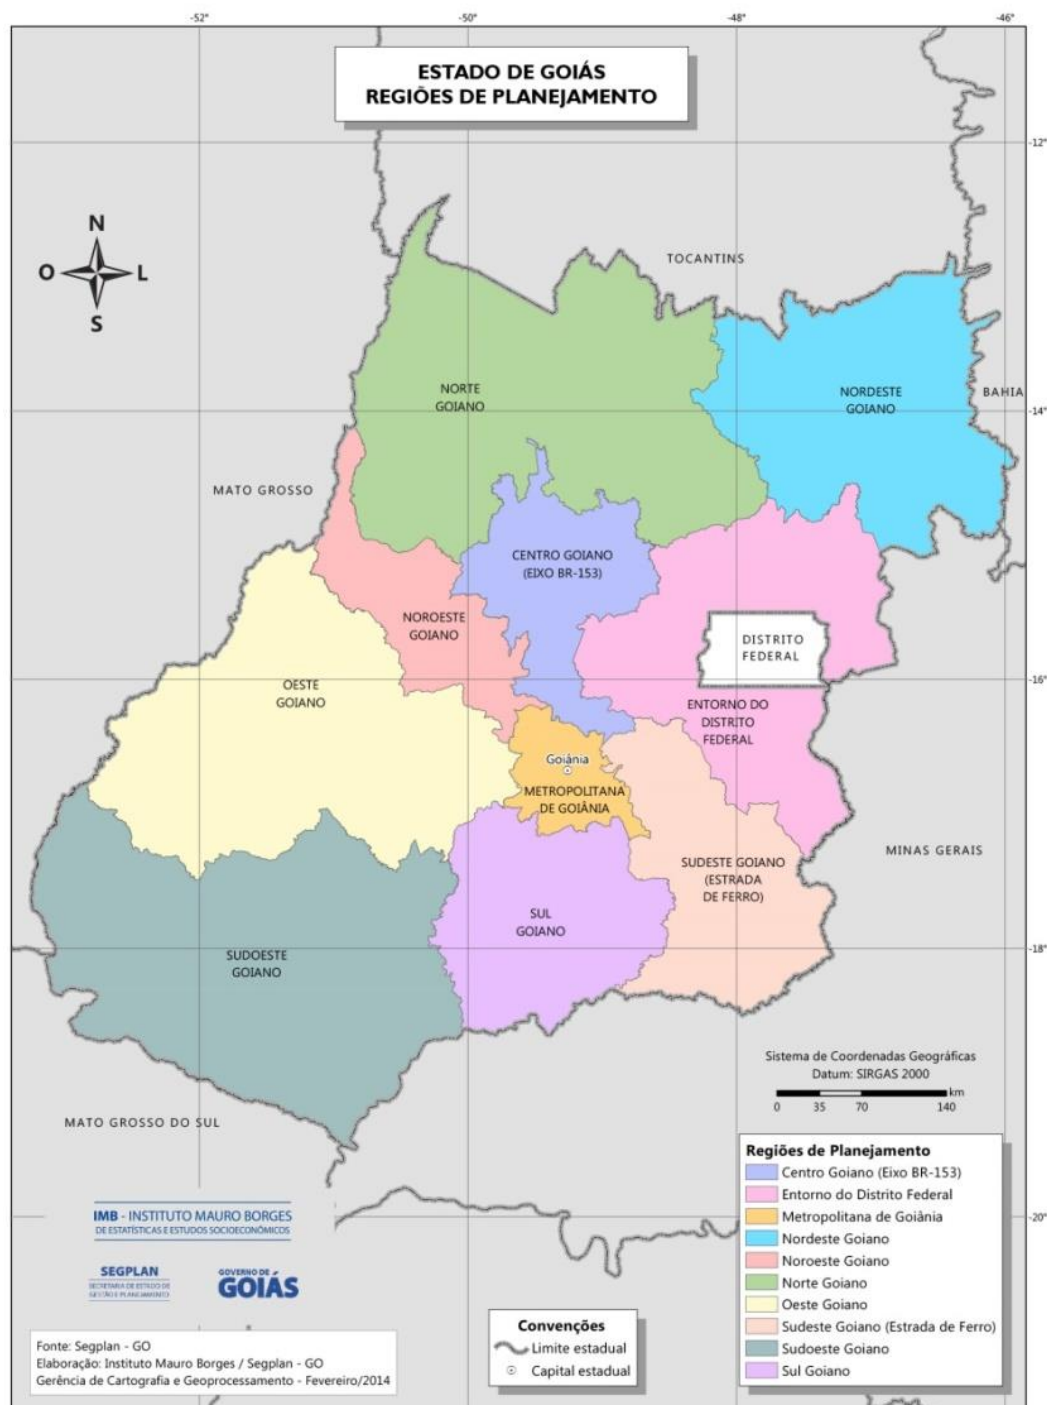 -52°
-50°
-48°
-46°
ESTADO DE GOIÁS
REGIÕES DE PLANEJAMENTO
-12°
N
O
L
S
TOCANTINS
NORTE
GOIANO
NORDESTE
GOIANO
BAHIA
-14°
MATO GROSSO
CENTRO GOIANO
(EIXO BR-153)
NOROESTE
GOIANO
DISTRITO
FEDERAL
-16°
OESTE
GOIANO
ENTORNO DO
DISTRITO
FEDERAL
Goiânia
METROPOLITANA
DE GOIÂNIA
MINAS GERAIS
SUDESTE GOIANO
(ESTRADA
DE FERRO)
SUL
GOIANO
-18°
SUDOESTE
GOIANO
Sistema de Coordenadas Geográficas
Datum: SIRGAS 2000
km
0 35 70 140
MATO GROSSO DO SUL
Regiões de Planejamento
Centro Goiano (Eixo BR-153)
Entorno do Distrito Federal
Metropolitana de Goiânia
Nordeste Goiano
Noroeste Goiano
Norte Goiano
Oeste Goiano
Sudeste Goiano (Estrada de Ferro)
Sudoeste Goiano
Sul Goiano
-20°
IMB - INSTITUTO MAURO BORGES
DE ESTATÍSTICAS E ESTUDOS SOCIOECONÔMICOS
SEGPLAN
SECRETARIA DE ESTADO DE
GESTÃO E PLANEJAMENTO
GOVERNO DE
GOIÁS
Convenções
Limite estadual
Capital estadual
Fonte: Segplan - GO
Elaboração: Instituto Mauro Borges / Segplan - GO
Gerência de Cartografia e Geoprocessamento - Fevereiro/2014